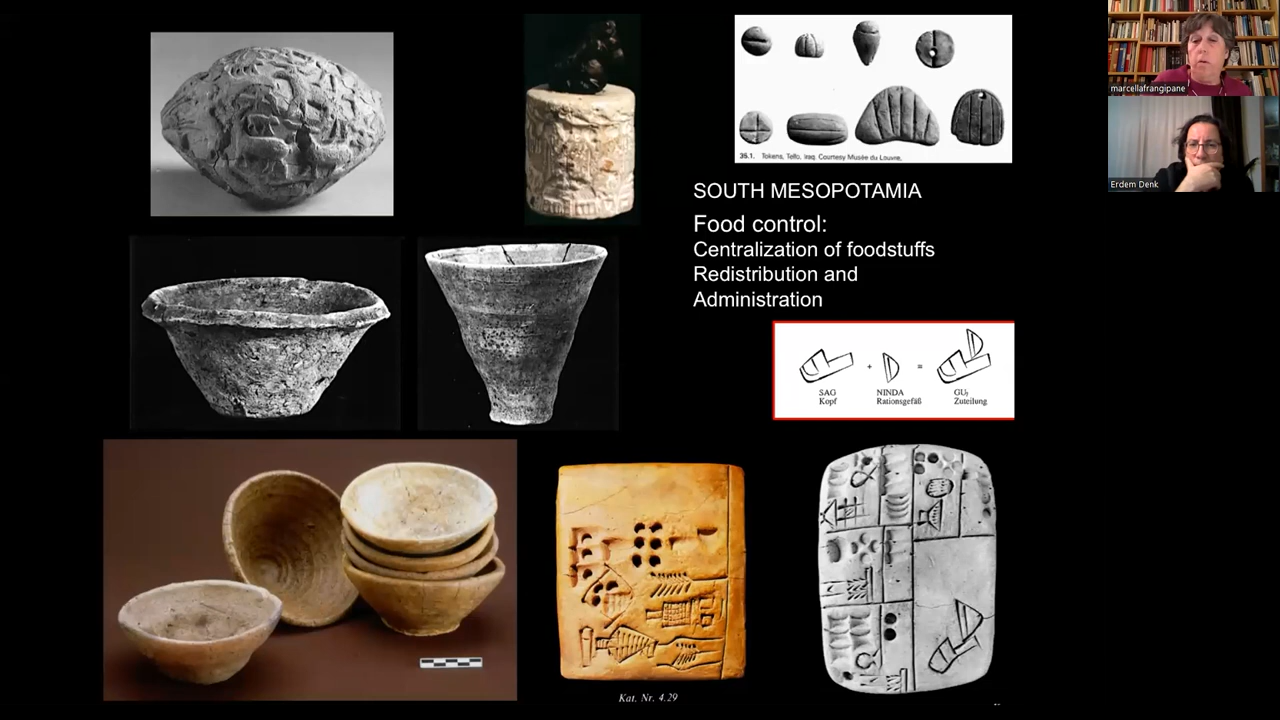 marcellafrangipane
Erdem Denk
35.1. Tokens, Tello, Iraq. Courtesy Musée du Louvre,
SOUTH MESOPOTAMIA
Food control:
Centralization of foodstuffs
Redistribution and
Administration
+ =
SAG NINDA GU₇
Kopf Rationsgefäß Zuteilung
Kat. Nr. 4.29